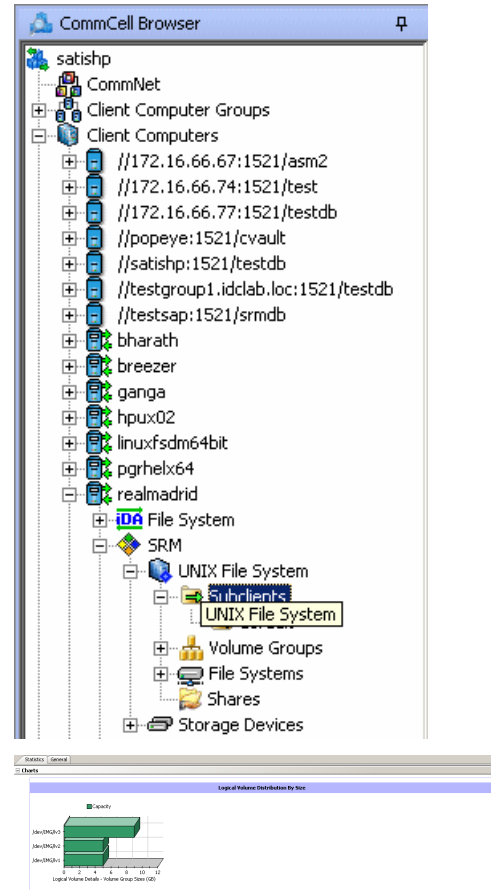 CommCell Browser
satishp
CommNet
Client Computer Groups
Client Computers
//172.16.66.67:1521/asm2
//172.16.66.74:1521/test
//172.16.66.77:1521/testdb
//popeye:1521/cvault
//satishp:1521/testdb
//testgroup1.idclab.loc:1521/testdb
//testsap:1521/srmdb
bharath
breezer
ganga
hpux02
linuxfsdm64bit
pgrhelx64
realmadrid
iDA File System
SRM
UNIX File System
Subclients
UNIX File System
Volume Groups
File Systems
Shares
Storage Devices
Statistics General
Charts
Logical Volume Distribution By Size
Capacity
/dev/DMG/lv3
/dev/DMG/lv2
/dev/DMG/lv1
0 2 4 6 8 10 12
Logical Volume Details - Volume Group Sizes (GB)